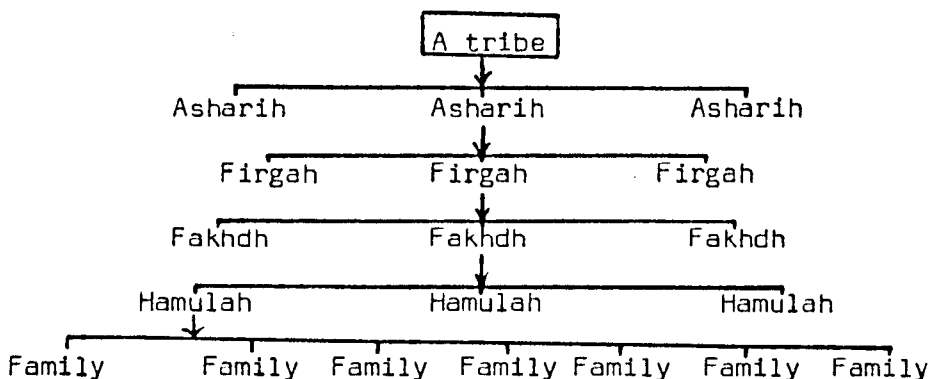 A tribe
Asharih Asharih Asharih
Firgah Firgah Firgah
Fakhdh Fakhdh Fakhdh
Hamulah Hamulah Hamulah
Family Family Family Family Family Family Family